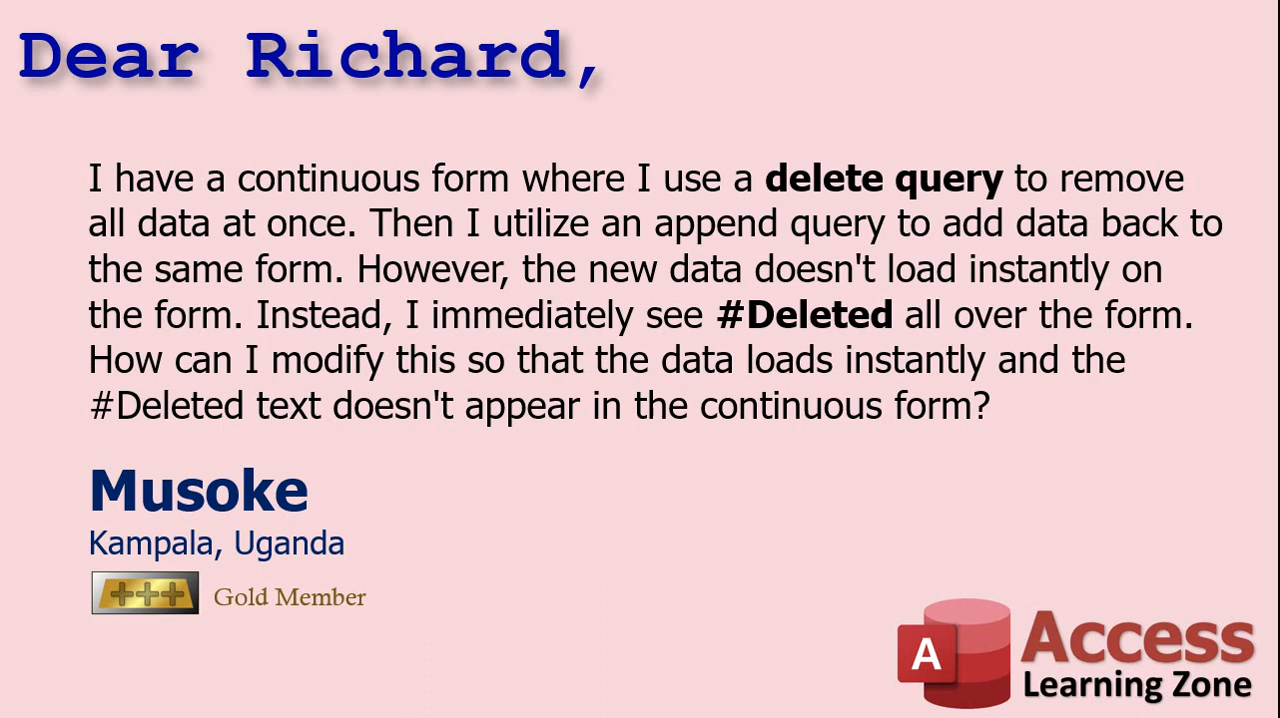 Dear Richard,
I have a continuous form where I use a delete query to remove
all data at once. Then I utilize an append query to add data back to
the same form. However, the new data doesn't load instantly on
the form. Instead, I immediately see #Deleted all over the form.
How can I modify this so that the data loads instantly and the
#Deleted text doesn't appear in the continuous form?
Musoke
Kampala, Uganda
+++ Gold Member
A Access
Learning Zone